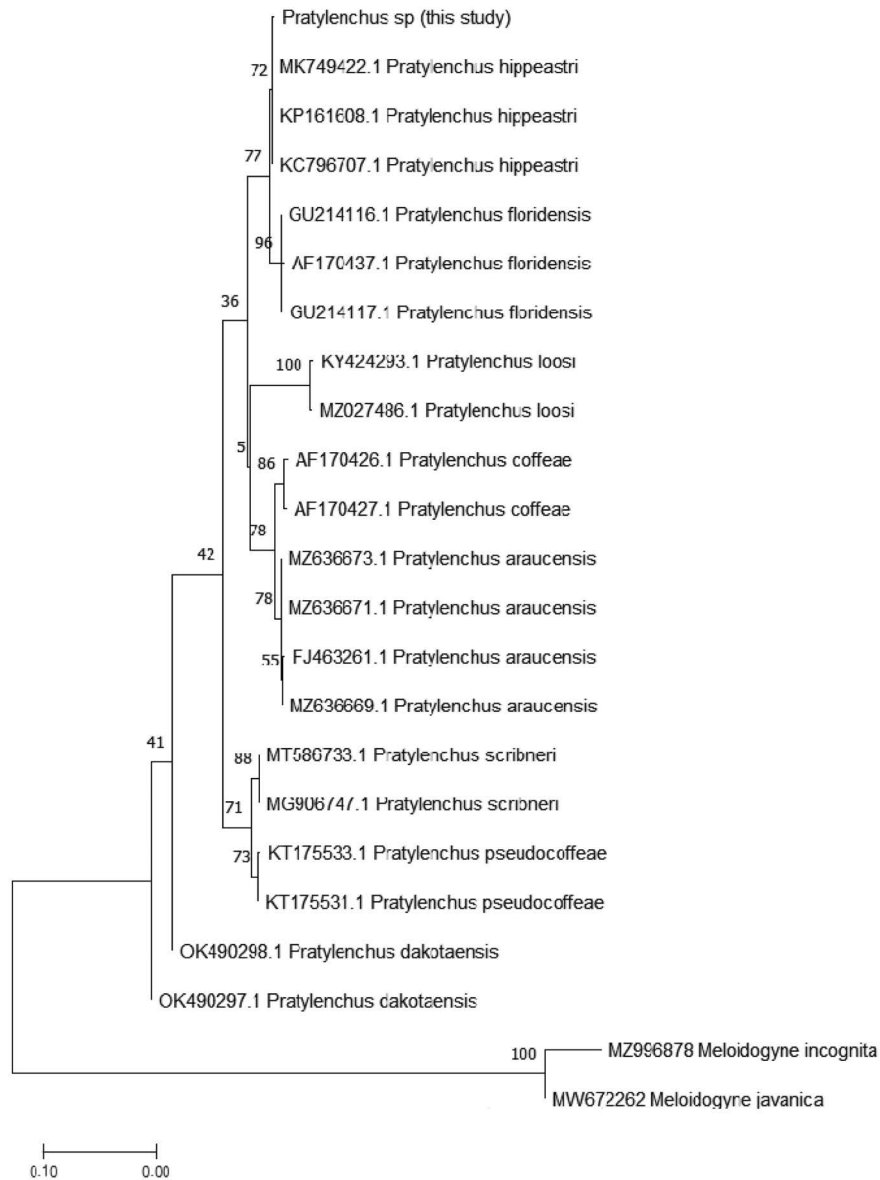 Pratylenchus sp (this study)
72
MK749422.1 Pratylenchus hippeastri
KP161608.1 Pratylenchus hippeastri
77
KC796707.1 Pratylenchus hippeastri
GU214116.1 Pratylenchus floridensis
96
AF170437.1 Pratylenchus floridensis
36
GU214117.1 Pratylenchus floridensis
100
KY424293.1 Pratylenchus loosi
MZ027486.1 Pratylenchus loosi
5
86
AF170426.1 Pratylenchus coffeae
AF170427.1 Pratylenchus coffeae
78
42
MZ636673.1 Pratylenchus araucensis
78
MZ636671.1 Pratylenchus araucensis
55
FJ463261.1 Pratylenchus araucensis
MZ636669.1 Pratylenchus araucensis
41
88
MT586733.1 Pratylenchus scribneri
71
MG906747.1 Pratylenchus scribneri
73
KT175533.1 Pratylenchus pseudocoffeae
KT175531.1 Pratylenchus pseudocoffeae
OK490298.1 Pratylenchus dakotaensis
OK490297.1 Pratylenchus dakotaensis
100
MZ996878 Meloidogyne incognita
MW672262 Meloidogyne javanica
0.10 0.00